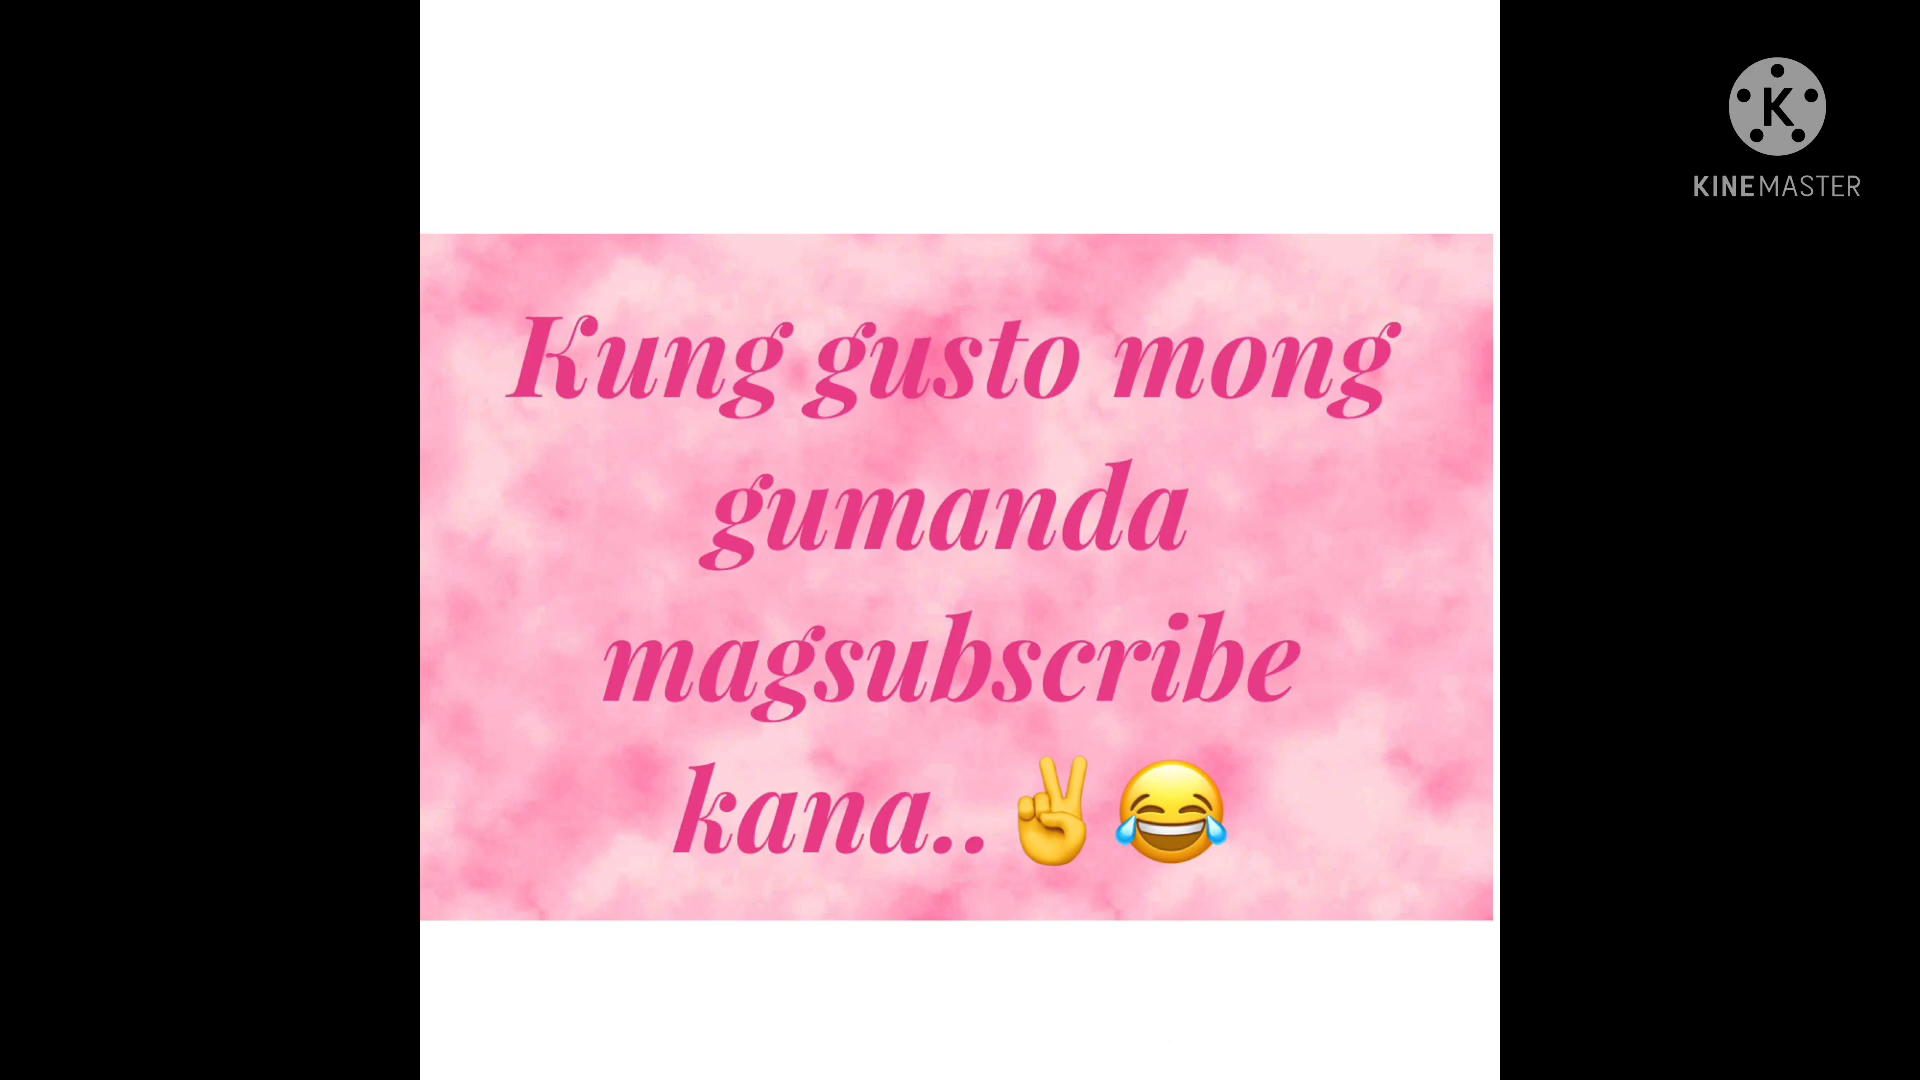 Kung gusto mong
gumanda
magsubscribe
kana..✌😂
K
KINEMASTER